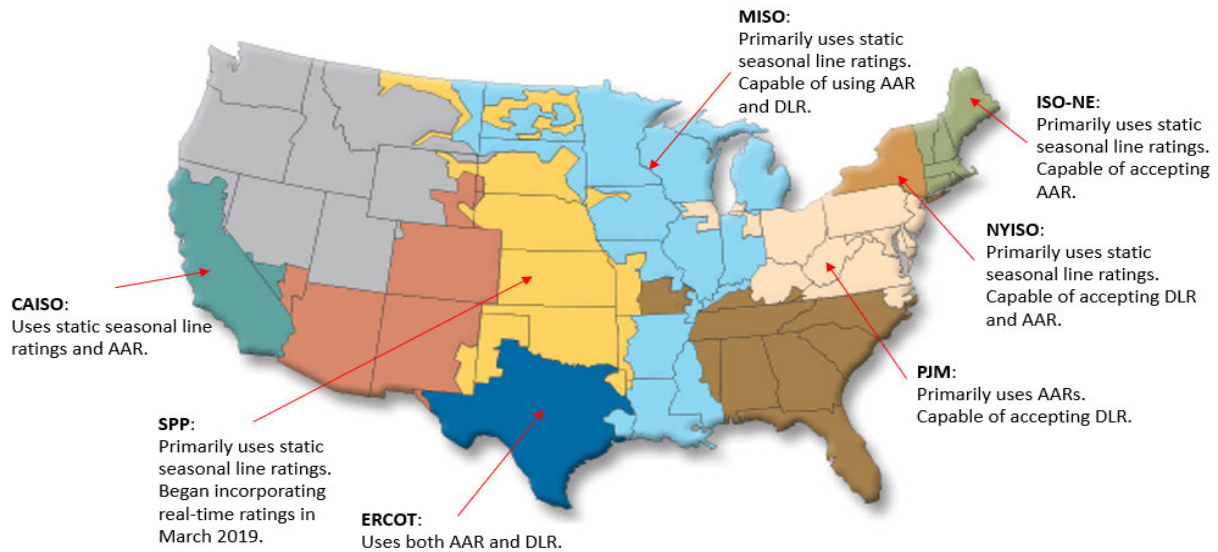 MISO:
Primarily uses static
seasonal line ratings.
Capable of using AAR
and DLR.
ISO-NE:
Primarily uses static
seasonal line ratings.
Capable of accepting
AAR.
NYISO:
Primarily uses static
seasonal line ratings.
Capable of accepting DLR
and AAR.
CAISO:
Uses static seasonal line
ratings and AAR.
PJM:
Primarily uses AARs.
Capable of accepting DLR.
SPP:
Primarily uses static
seasonal line ratings.
Began incorporating
real-time ratings in
March 2019.
ERCOT:
Uses both AAR and DLR.